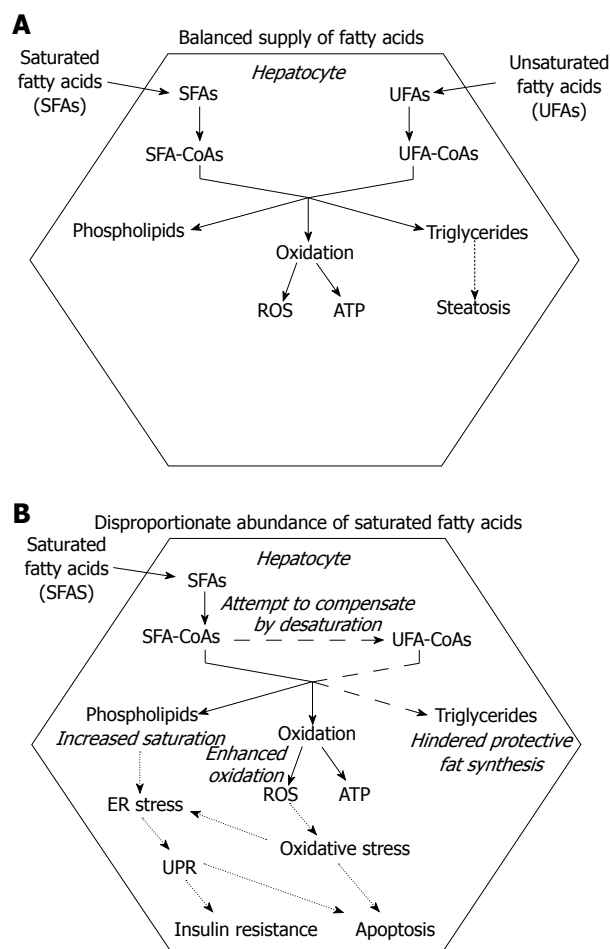 A
Balanced supply of fatty acids
Saturated
fatty acids
(SFAs)
Hepatocyte
Unsaturated
fatty acids
(UFAs)
SFAs
UFAs
SFA-CoAs
UFA-CoAs
Phospholipids
Triglycerides
Oxidation
ROS
ATP
Steatosis
B
Disproportionate abundance of saturated fatty acids
Saturated
fatty acids
(SFAS)
Hepatocyte
SFAs
Attempt to compensate
by desaturation
SFA-CoAs
UFA-CoAs
Phospholipids
Increased saturation
Triglycerides
Hindered protective
fat synthesis
Oxidation
Enhanced
oxidation
ROS
ATP
ER stress
Oxidative stress
UPR
Insulin resistance
Apoptosis